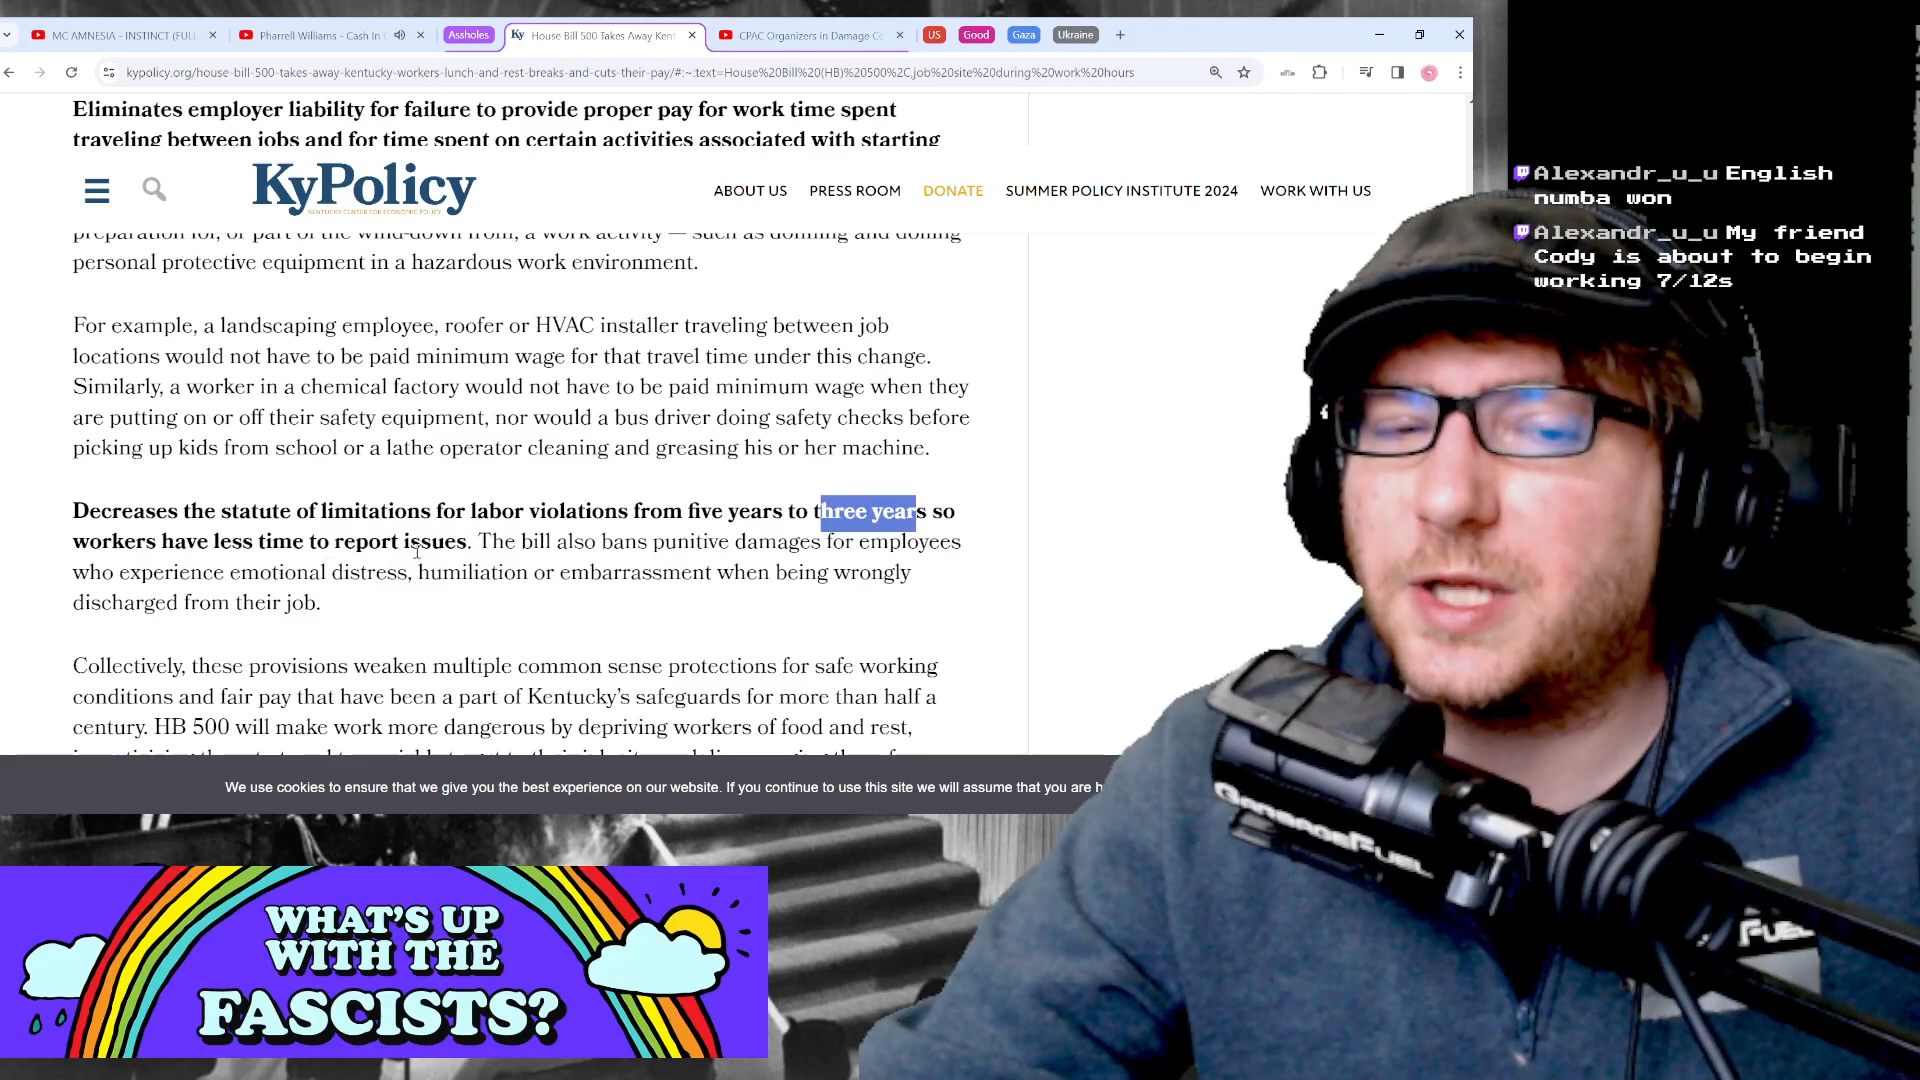 MC AMNESIA - INSTINCT (FULL
Pharrell Williams - Cash In
Assholes
Ky House Bill 500 Takes Away Kent
CPAC Organizers in Damage Co
US
Good
Gaza
Ukraine
kypolicy.org/house-bill-500-takes-away-kentucky-workers-lunch-and-rest-breaks-and-cuts-their-pay/#:~:text=House%20Bill%20(HB)%20500%2C,job%20site%20during%20work%20hours
Eliminates employer liability for failure to provide proper pay for work time spent
traveling between jobs and for time spent on certain activities associated with starting
KyPolicy
KENTUCKY CENTER FOR ECONOMIC POLICY
ABOUT US
PRESS ROOM
DONATE
SUMMER POLICY INSTITUTE 2024
WORK WITH US
preparation for, or part of the wind-down from, a work activity — such as donning and doffing
personal protective equipment in a hazardous work environment.
For example, a landscaping employee, roofer or HVAC installer traveling between job
locations would not have to be paid minimum wage for that travel time under this change.
Similarly, a worker in a chemical factory would not have to be paid minimum wage when they
are putting on or off their safety equipment, nor would a bus driver doing safety checks before
picking up kids from school or a lathe operator cleaning and greasing his or her machine.
Decreases the statute of limitations for labor violations from five years to three years so
workers have less time to report issues. The bill also bans punitive damages for employees
who experience emotional distress, humiliation or embarrassment when being wrongly
discharged from their job.
Collectively, these provisions weaken multiple common sense protections for safe working
conditions and fair pay that have been a part of Kentucky's safeguards for more than half a
century. HB 500 will make work more dangerous by depriving workers of food and rest,
We use cookies to ensure that we give you the best experience on our website. If you continue to use this site we will assume that you are h
WHAT'S UP
WITH THE
FASCISTS?
Alexandr_u_u English
numba won
Alexandr_u_u My friend
Cody is about to begin
working 7/12s
FUEL